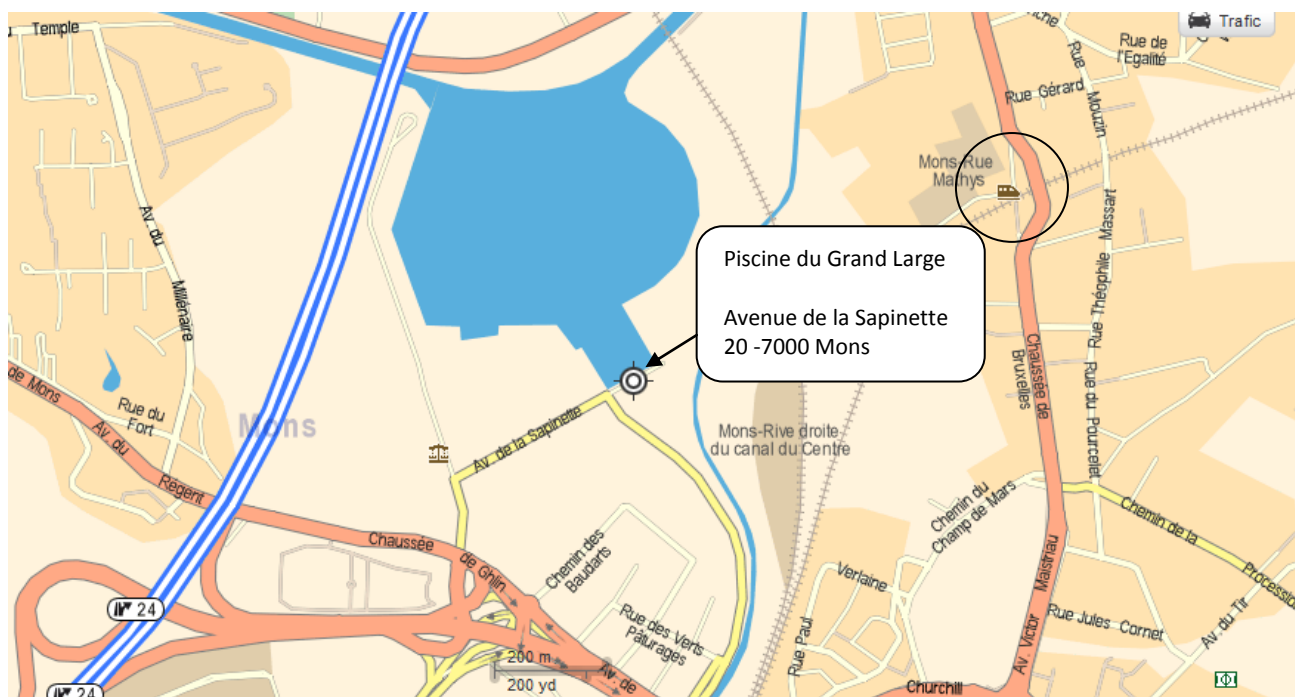 Temple
Trafic
Rue de
l'Egalité
Rue Gérard
Rue
Mouzin
Mons-Rue
Mathys
Av. du
Millénaire
Rue Théophile Massart
Piscine du Grand Large
Avenue de la Sapinette
20 -7000 Mons
Chaussée de
Bruxelles
Rue du Pourcelet
de Mons
Rue du
Fort
Mons
Av. du
Régent
Av. de la Sapinette
Mons-Rive droite
du canal du Centre
Chemin du
Champ de Mars
Chemin de la
Procession
Chaussée
de Ghlin
Chemin des
Baudarts
Verlaine
Rue Paul
Av. Victor
Maistriau
Rue Jules Cornet
Av. du Tir
Rue des Verts
Pâturages
24
200 m
200 yd
Av. de
Churchill
24